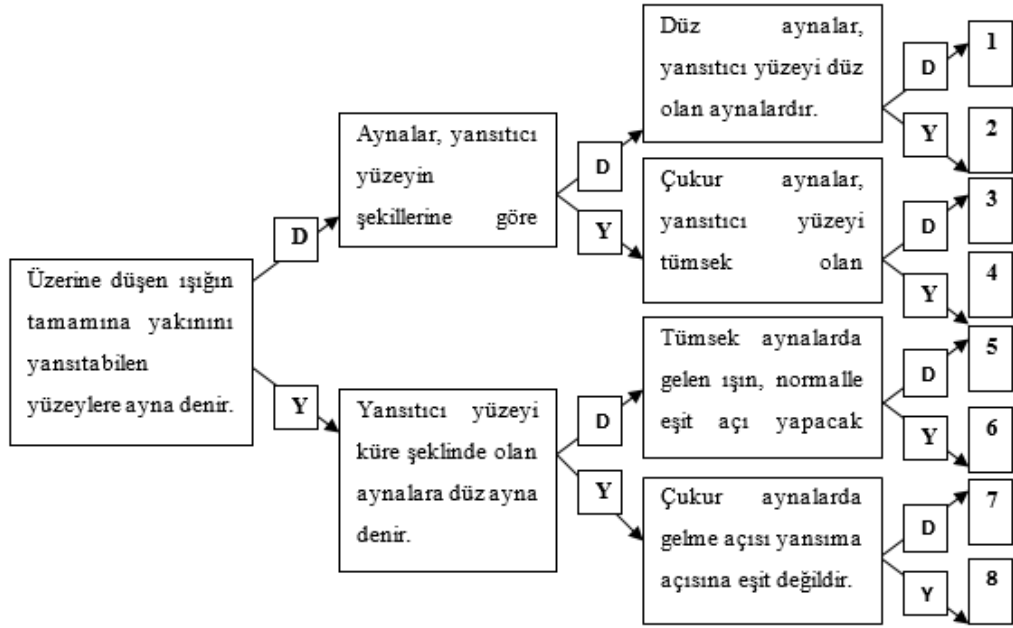 Üzerine düşen ışığın
tamamına yakınını
yansıtabilen
yüzeylere ayna denir.
D
Y
Aynalar, yansıtıcı
yüzeyin
şekillerine göre
D
Y
Yansıtıcı yüzeyi
küre şeklinde olan
aynalara düz ayna
denir.
D
Y
Düz aynalar,
yansıtıcı yüzeyi düz
olan aynalardır.
D
Y
Çukur aynalar,
yansıtıcı yüzeyi
tümsek olan
D
Y
Tümsek aynalarda
gelen ışın, normalle
eşit açı yapacak
D
Y
Çukur aynalarda
gelme açısı yansıma
açısına eşit değildir.
D
Y
1
2
3
4
5
6
7
8